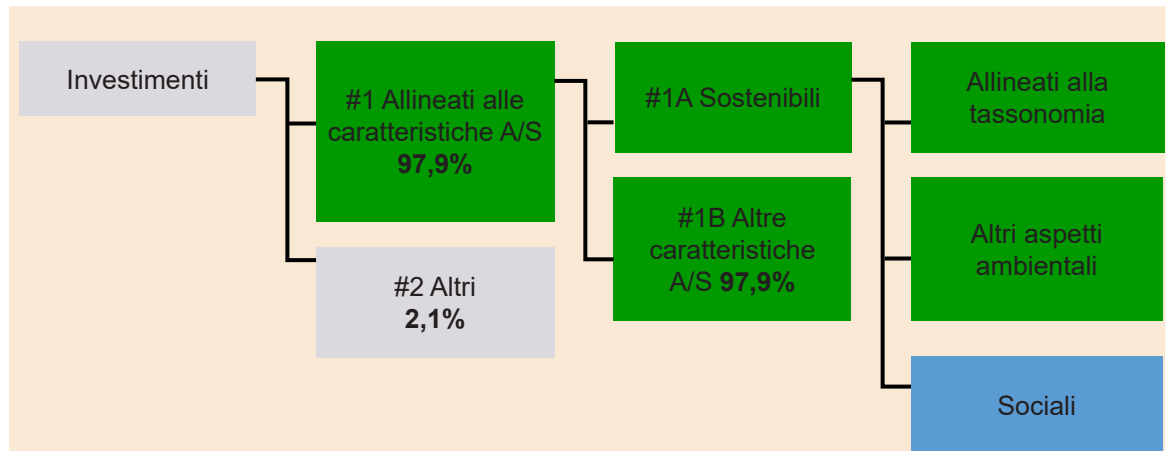 Investimenti
#1 Allineati alle
caratteristiche A/S
97,9%
#2 Altri
2,1%
#1A Sostenibili
#1B Altre
caratteristiche
A/S 97,9%
Allineati alla
tassonomia
Altri aspetti
ambientali
Sociali